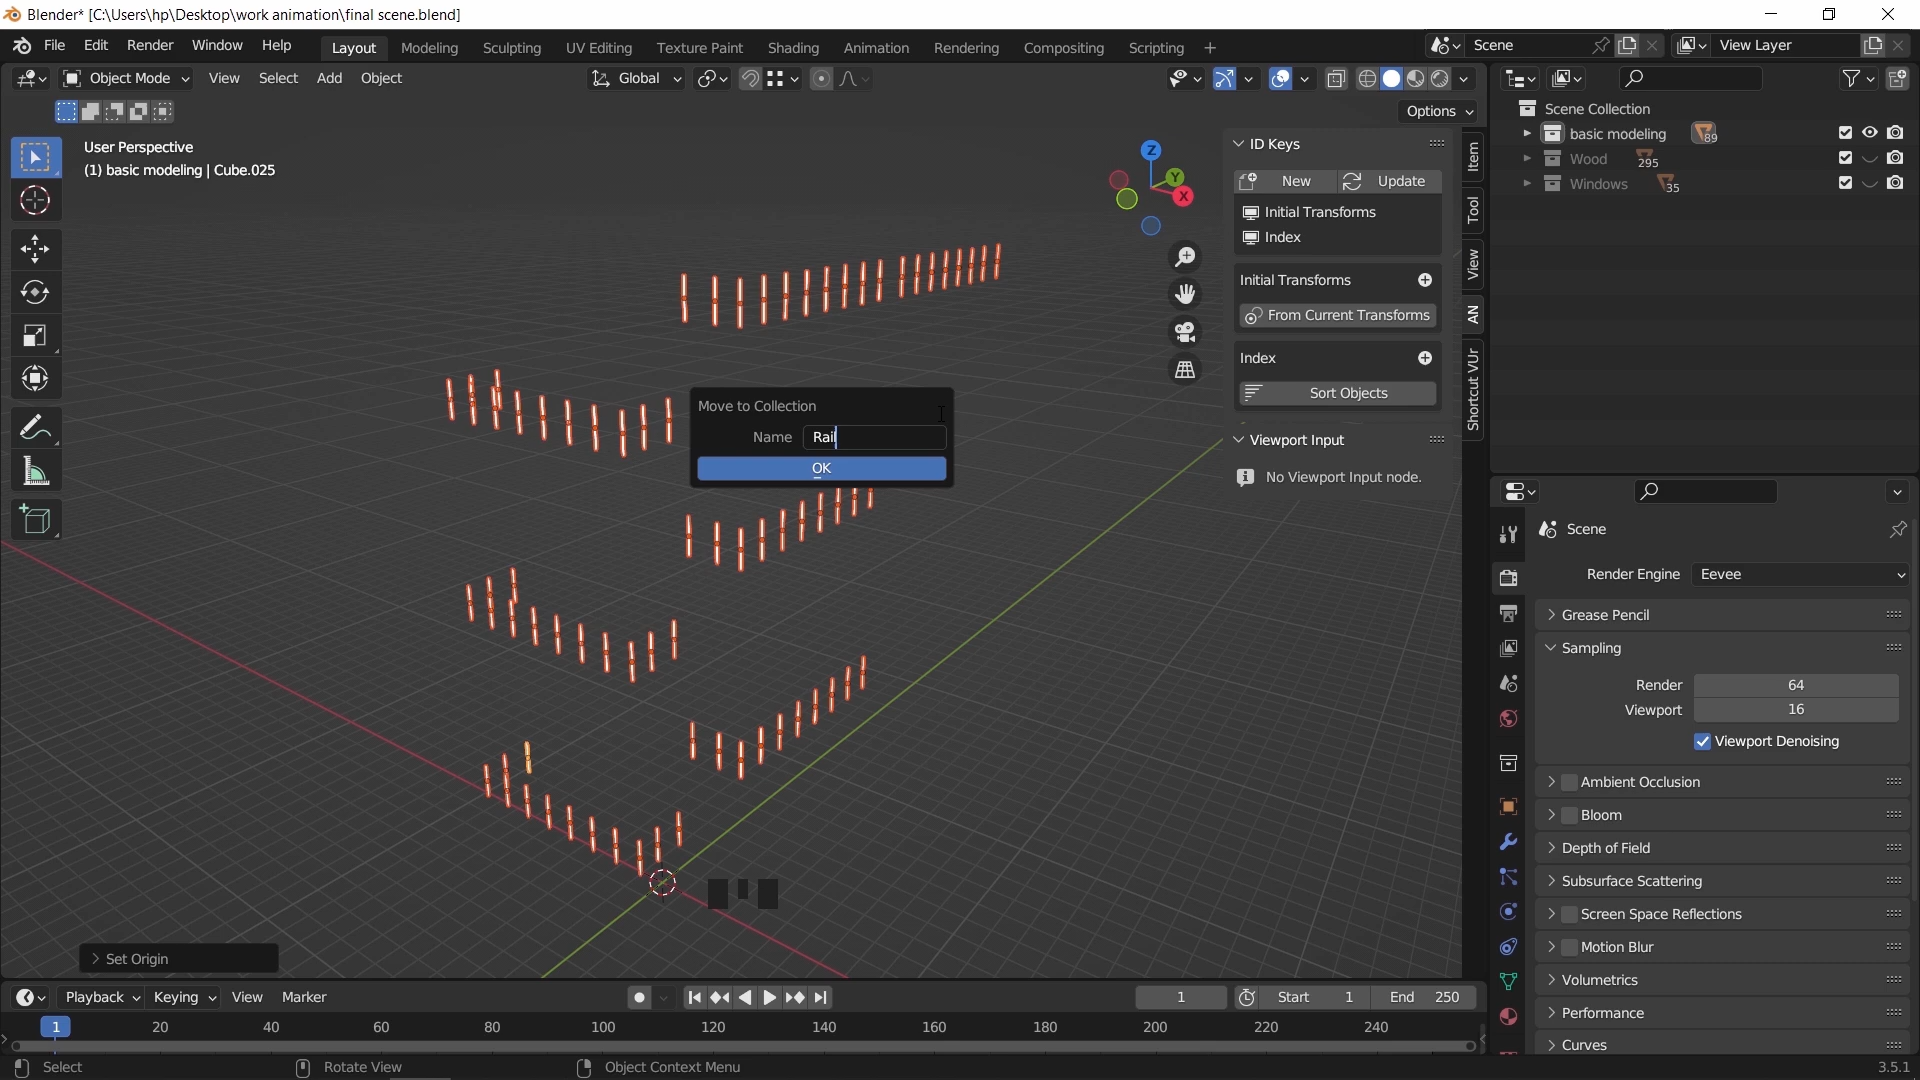 Blender* [C:\Users\hp\Desktop\work animation\final scene.blend]
File Edit Render Window Help Layout Modeling Sculpting UV Editing Texture Paint Shading Animation Rendering Compositing Scripting + Scene View Layer
Object Mode View Select Add Object Global
Options
User Perspective
(1) basic modeling | Cube.025
Z
Y
X
ID Keys
New Update
Initial Transforms
Index
Initial Transforms
From Current Transforms
Index
Sort Objects
Viewport Input
No Viewport Input node.
Item
Tool
View
AN
Shortcut VUr
Move to Collection
Name Rail
OK
Set Origin
Scene Collection
basic modeling 89
Wood 295
Windows 35
Scene
Render Engine Eevee
Grease Pencil
Sampling
Render 64
Viewport 16
Viewport Denoising
Ambient Occlusion
Bloom
Depth of Field
Subsurface Scattering
Screen Space Reflections
Motion Blur
Volumetrics
Performance
Curves
Playback Keying View Marker 1 Start 1 End 250
1 20 40 60 80 100 120 140 160 180 200 220 240
Select Rotate View Object Context Menu 3.5.1